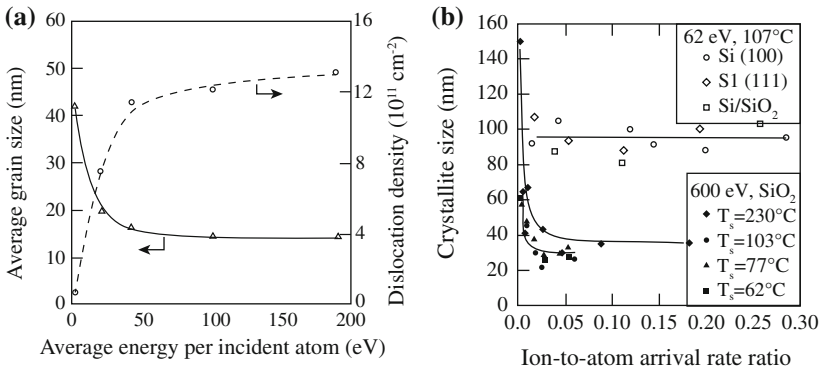 (a)
60
50
40
30
20
10
0
Average grain size (nm)
16
12
8
4
0
Dislocation density (10¹¹ cm⁻²)
0
50
100
150
200
Average energy per incident atom (eV)
(b)
160
140
120
100
80
60
40
20
0
Crystallite size (nm)
62 eV, 107°C
Si (100)
S1 (111)
Si/SiO₂
600 eV, SiO₂
Tₛ=230°C
Tₛ=103°C
Tₛ=77°C
Tₛ=62°C
0.0
0.05
0.10
0.15
0.20
0.30
Ion-to-atom arrival rate ratio